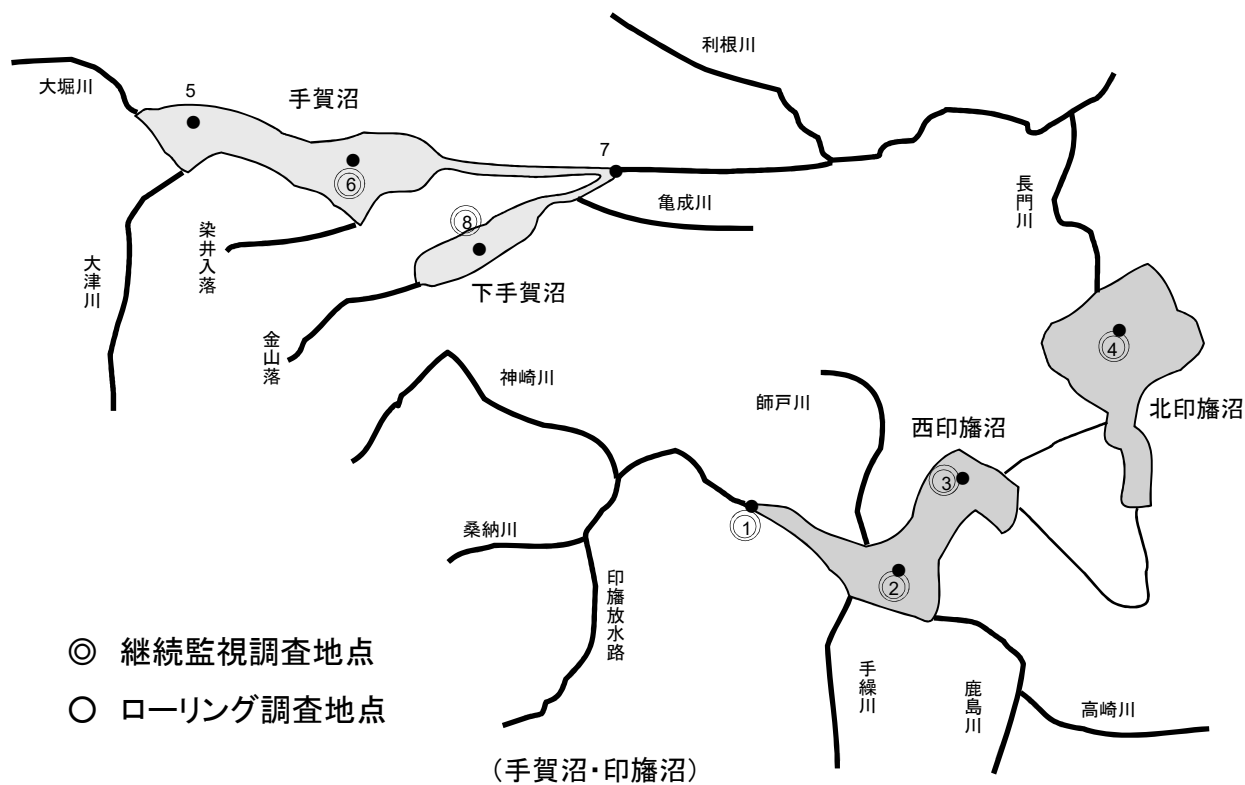 利根川
大堀川
5
手賀沼
7
6
長門川
亀成川
染井入落
8
大津川
下手賀沼
金山落
4
神崎川
師戸川
北印旛沼
西印旛沼
3
1
桑納川
2
印旛放水路
◎ 継続監視調査地点
手繰川
鹿島川
○ ローリング調査地点
高崎川
(手賀沼・印旛沼)